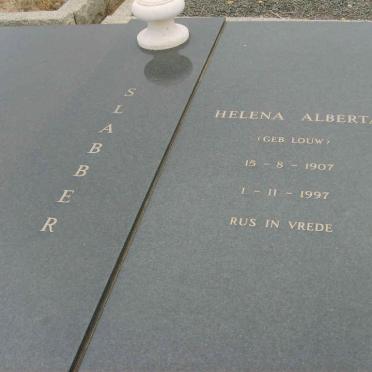 SLABBER
HELENA ALBERTA
(GEB LOUW)
15 - 8 - 1907
1 - 11 - 1997
RUS IN VREDE